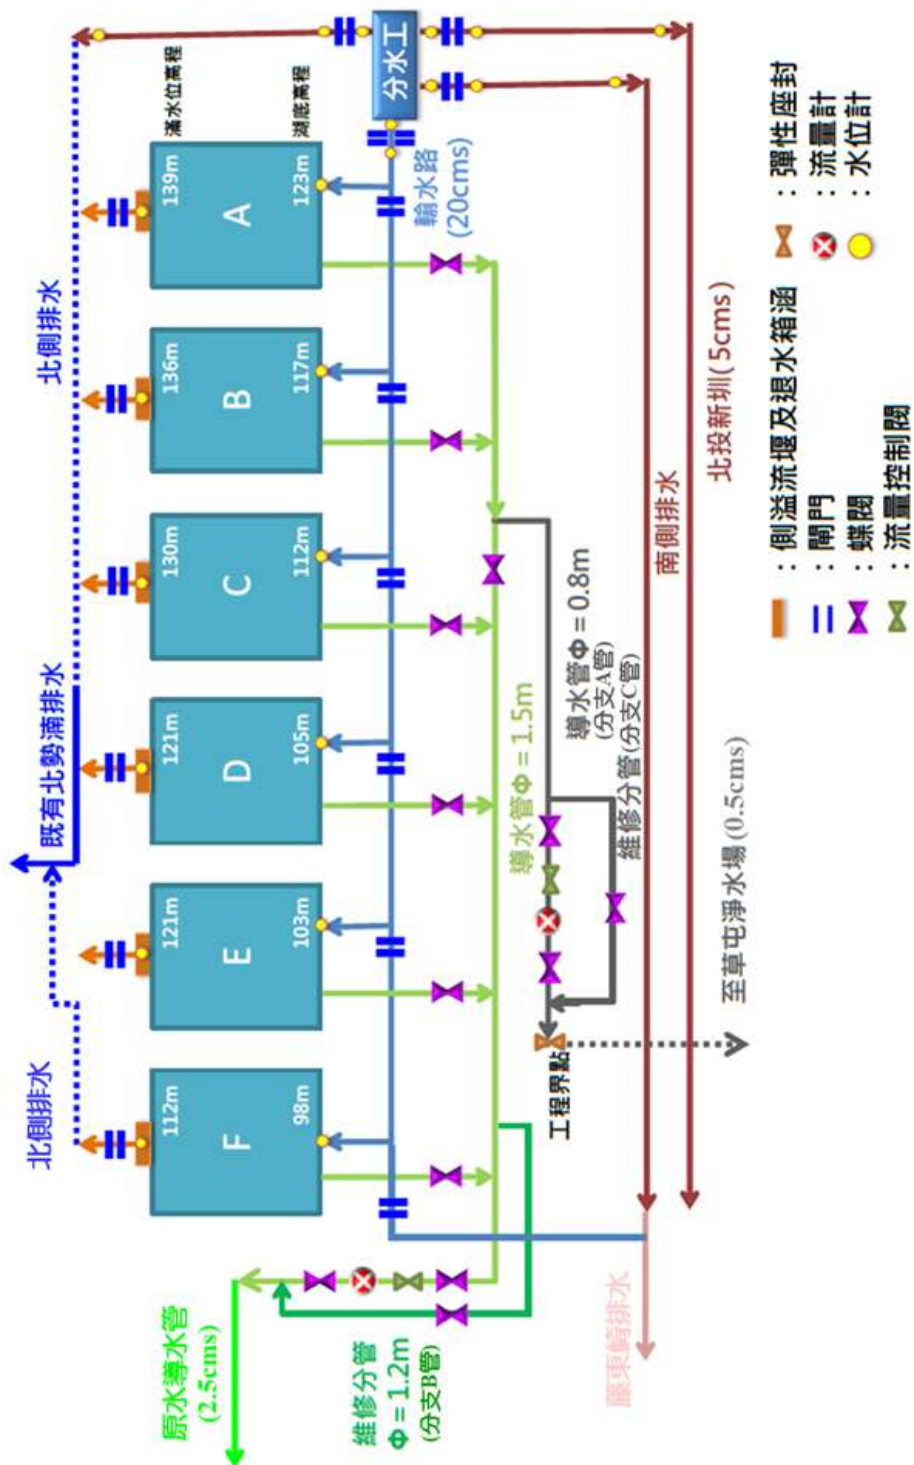 北側排水
既有北勢湳排水
北側排水
原水導水管
(2.5cms)
112m
121m
121m
130m
136m
139m
滿水位高程
F
E
D
C
B
A
98m
103m
105m
112m
117m
123m
湖底高程
維修分管
Φ = 1.2m
(分支B管)
分水工
輸水路
(20cms)
導水管Φ = 1.5m
工程界點
導水管Φ = 0.8m
(分支A管)
維修分管(分支C管)
南側排水
北投新圳(5cms)
至草屯淨水場(0.5cms)
：側溢流堰及退水箱涵
：彈性座封
：閘門
：流量計
：蝶閥
：水位計
：流量控制閥